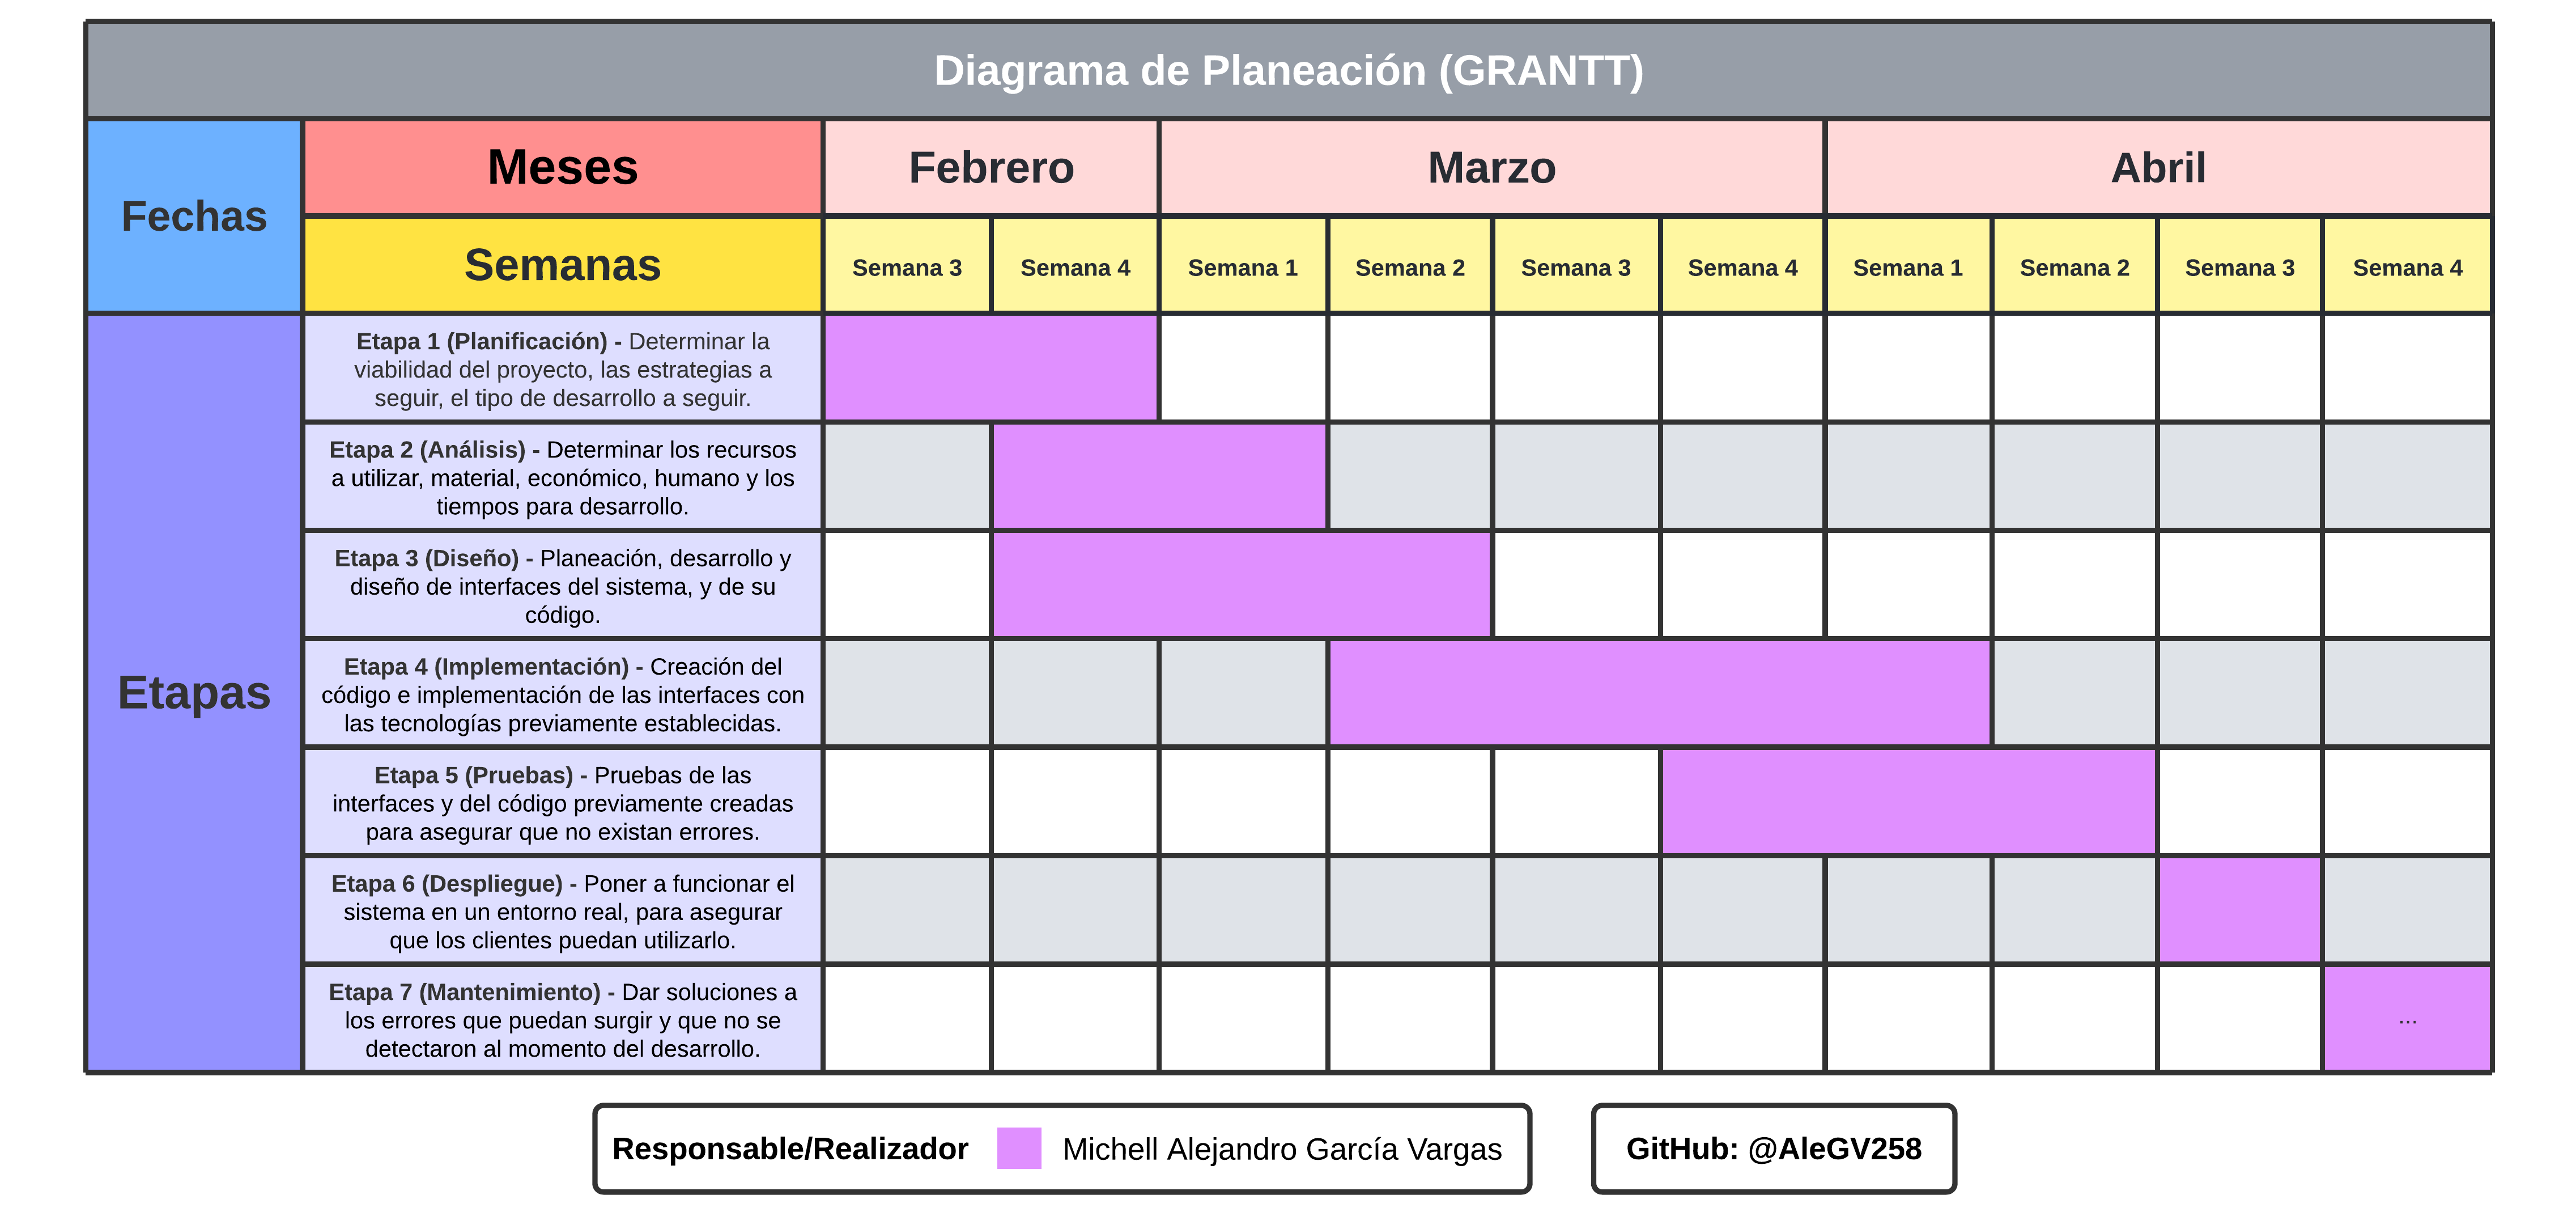 Diagrama de Planeación (GRANTT)
Fechas
Meses
Febrero
Marzo
Abril
Semanas
Semana 3
Semana 4
Semana 1
Semana 2
Semana 3
Semana 4
Semana 1
Semana 2
Semana 3
Semana 4
Etapas
Etapa 1 (Planificación) - Determinar la
viabilidad del proyecto, las estrategias a
seguir, el tipo de desarrollo a seguir.
Etapa 2 (Análisis) - Determinar los recursos
a utilizar, material, económico, humano y los
tiempos para desarrollo.
Etapa 3 (Diseño) - Planeación, desarrollo y
diseño de interfaces del sistema, y de su
código.
Etapa 4 (Implementación) - Creación del
código e implementación de las interfaces con
las tecnologías previamente establecidas.
Etapa 5 (Pruebas) - Pruebas de las
interfaces y del código previamente creadas
para asegurar que no existan errores.
Etapa 6 (Despliegue) - Poner a funcionar el
sistema en un entorno real, para asegurar
que los clientes puedan utilizarlo.
Etapa 7 (Mantenimiento) - Dar soluciones a
los errores que puedan surgir y que no se
detectaron al momento del desarrollo.
...
Responsable/Realizador
Michell Alejandro García Vargas
GitHub: @AleGV258